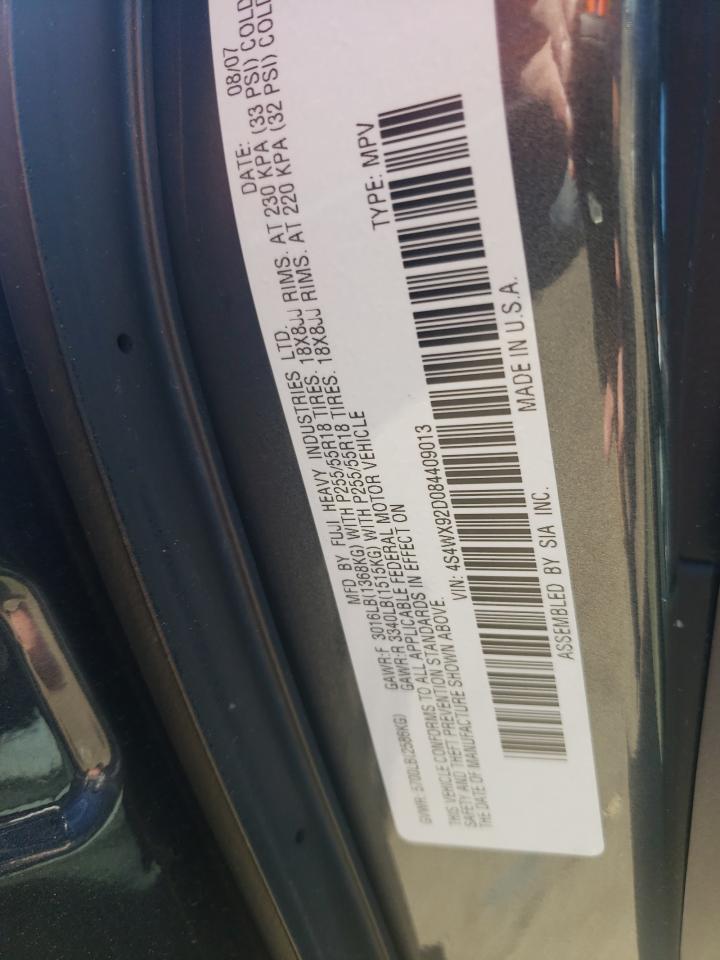 MFD BY FUJI HEAVY INDUSTRIES LTD. DATE: 08/07
GVWR: 5700LB(2586KG) GAWR:F 3016LB(1368KG) WITH P255/55R18 TIRES. 18X8JJ RIMS. AT 230 KPA (33 PSI) COLD
GAWR:R 3340LB(1515KG) WITH P255/55R18 TIRES. 18X8JJ RIMS. AT 220 KPA (32 PSI) COLD
THIS VEHICLE CONFORMS TO ALL APPLICABLE FEDERAL MOTOR VEHICLE
SAFETY AND THEFT PREVENTION STANDARDS IN EFFECT ON
THE DATE OF MANUFACTURE SHOWN ABOVE.
VIN: 4S4WX92D084409013 TYPE: MPV
ASSEMBLED BY SIA INC. MADE IN U.S.A.